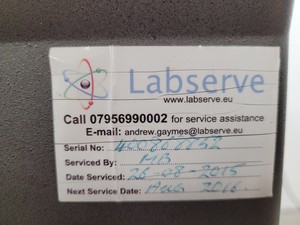 Labserve
www.labserve.eu
Call 07956990002 for service assistance
E-mail: andrew.gaymes@labserve.eu
Serial No:
Serviced By: MB
Date Serviced: 26-08-2015
Next Service Date: Aug 2016.